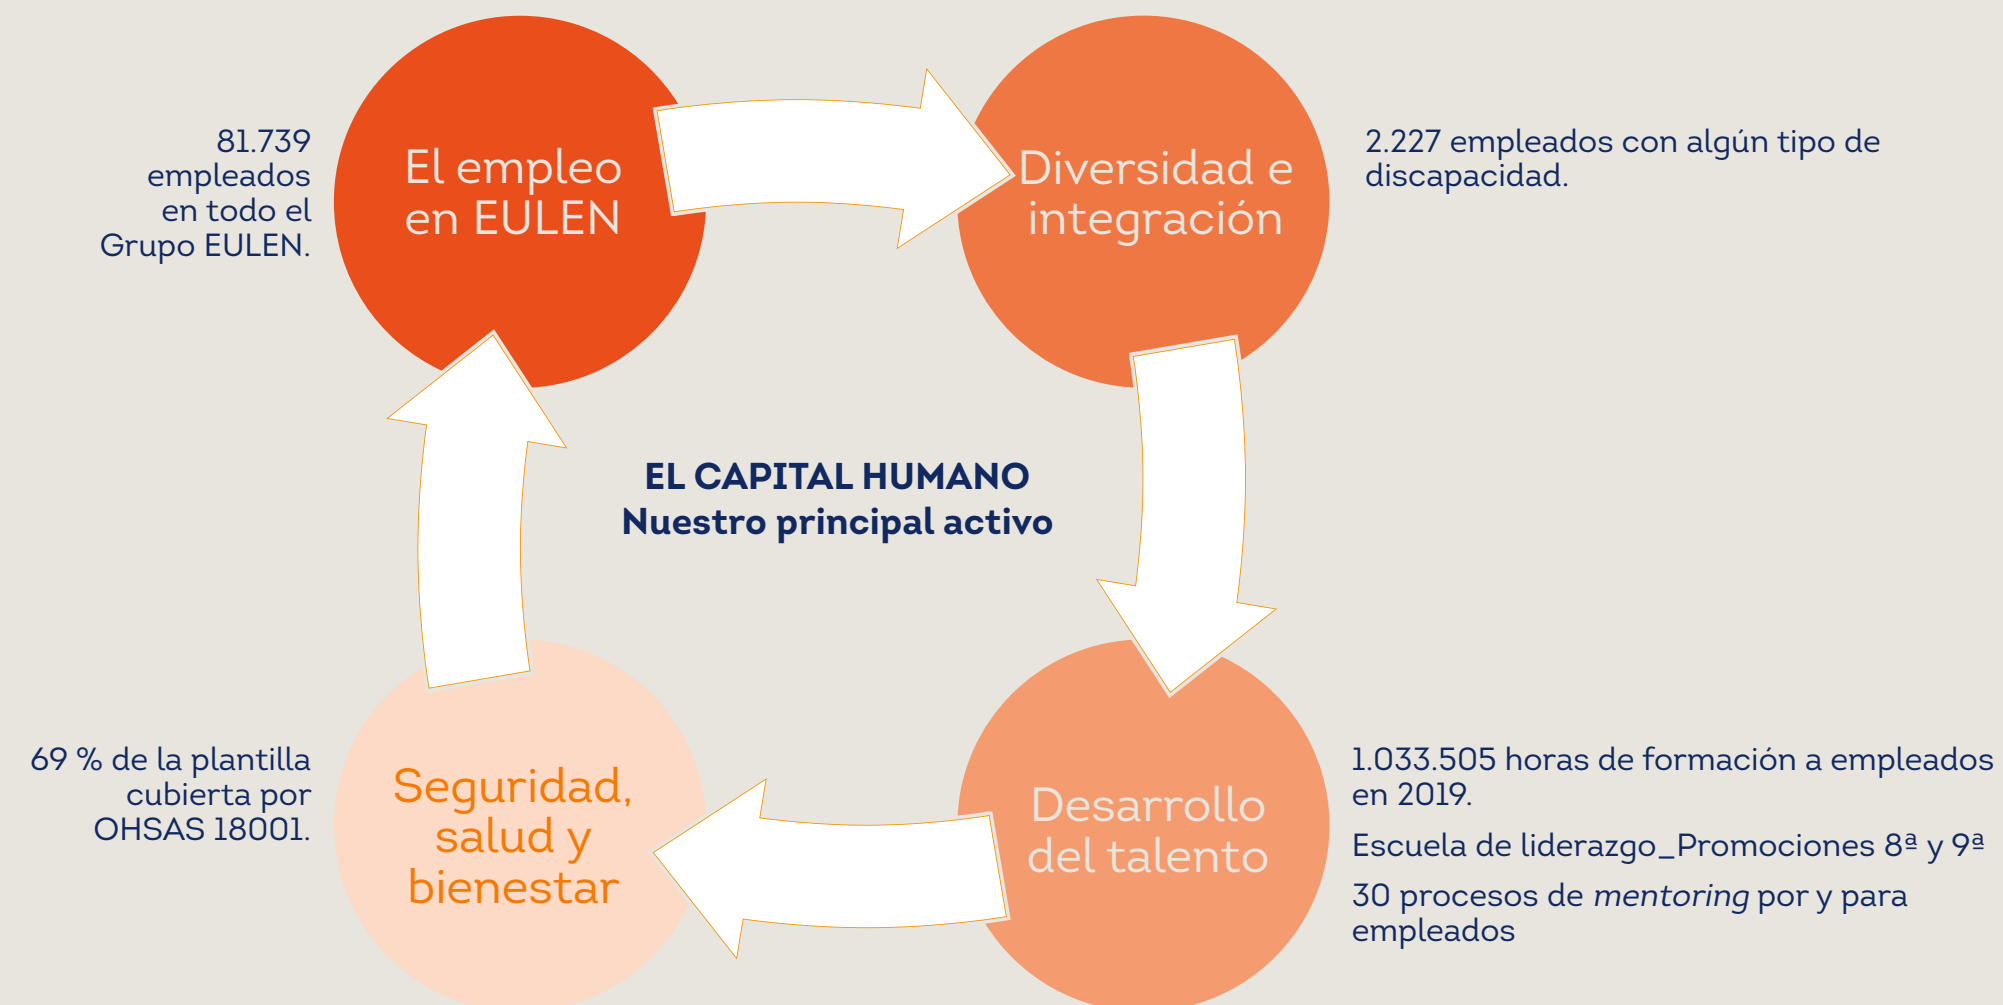 81.739
empleados
en todo el
Grupo EULEN.
El empleo
en EULEN
Diversidad e
integración
2.227 empleados con algún tipo de
discapacidad.
EL CAPITAL HUMANO
Nuestro principal activo
69 % de la plantilla
cubierta por
OHSAS 18001.
Seguridad,
salud y
bienestar
Desarrollo
del talento
1.033.505 horas de formación a empleados
en 2019.
Escuela de liderazgo_Promociones 8ª y 9ª
30 procesos de mentoring por y para
empleados